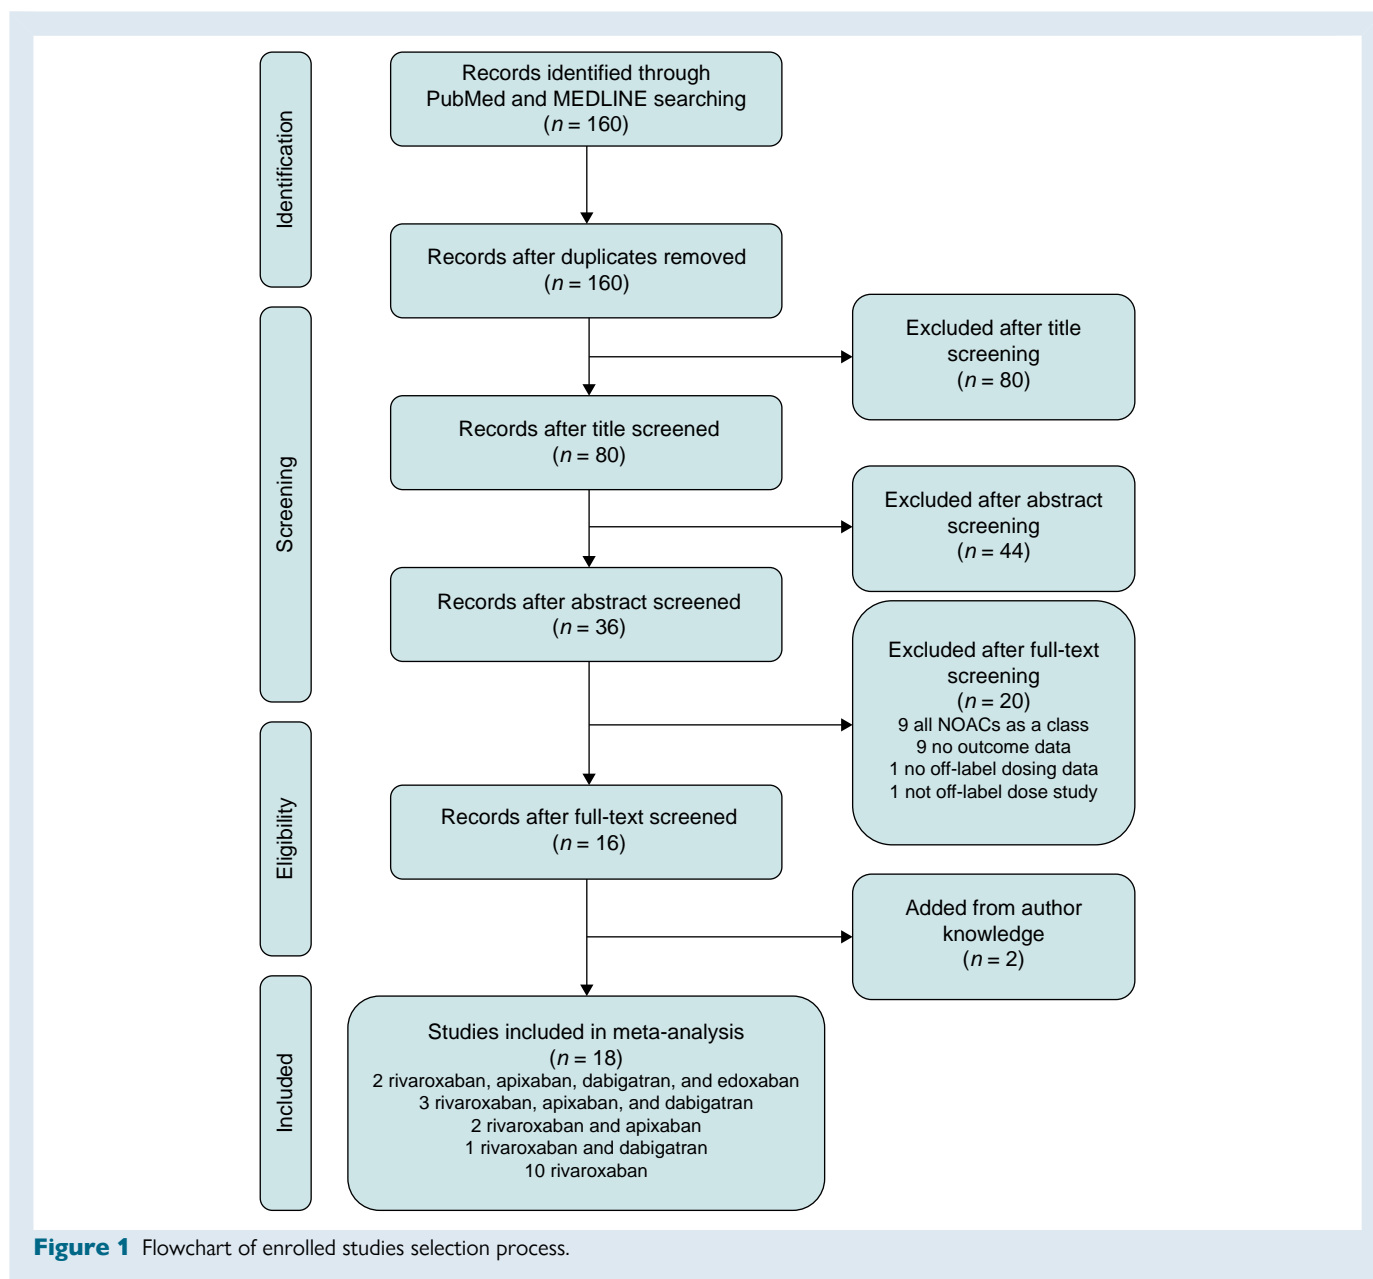 Identification
Records identified through
PubMed and MEDLINE searching
(n = 160)
Records after duplicates removed
(n = 160)
Screening
Excluded after title
screening
(n = 80)
Records after title screened
(n = 80)
Excluded after abstract
screening
(n = 44)
Records after abstract screened
(n = 36)
Excluded after full-text
screening
(n = 20)
9 all NOACs as a class
9 no outcome data
1 no off-label dosing data
1 not off-label dose study
Eligibility
Records after full-text screened
(n = 16)
Added from author
knowledge
(n = 2)
Included
Studies included in meta-analysis
(n = 18)
2 rivaroxaban, apixaban, dabigatran, and edoxaban
3 rivaroxaban, apixaban, and dabigatran
2 rivaroxaban and apixaban
1 rivaroxaban and dabigatran
10 rivaroxaban
Figure 1 Flowchart of enrolled studies selection process.